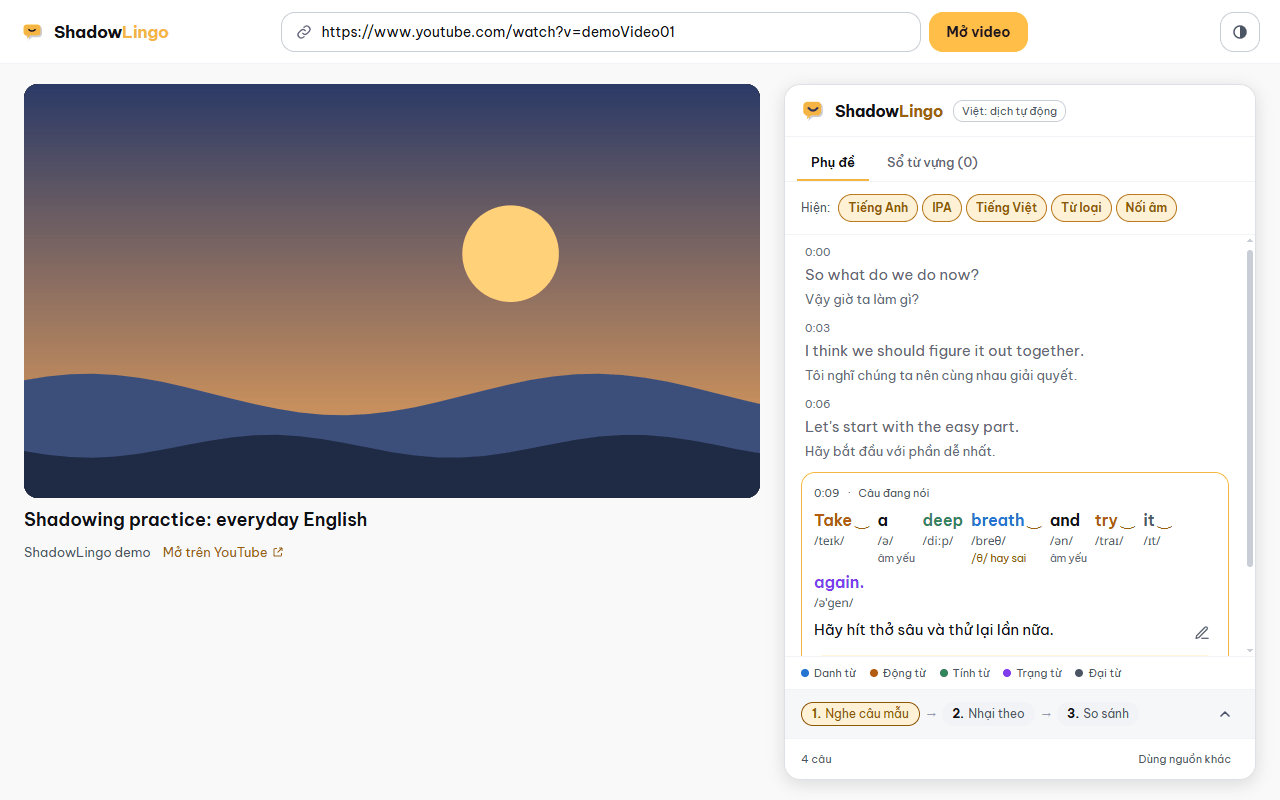 ShadowLingo
https://www.youtube.com/watch?v=demoVideo01
Mở video
Shadowing practice: everyday English
ShadowLingo demo Mở trên YouTube
ShadowLingo
Việt: dịch tự động
Phụ đề Sổ từ vựng (0)
Hiện: Tiếng Anh IPA Tiếng Việt Từ loại Nối âm
0:00
So what do we do now?
Vậy giờ ta làm gì?
0:03
I think we should figure it out together.
Tôi nghĩ chúng ta nên cùng nhau giải quyết.
0:06
Let's start with the easy part.
Hãy bắt đầu với phần dễ nhất.
0:09 · Câu đang nói
Take‿ a deep breath‿ and try‿ it‿
/teɪk/ /ə/ /diːp/ /breθ/ /ən/ /traɪ/ /ɪt/
âm yếu /θ/ hay sai âm yếu
again.
/əˈɡen/
Hãy hít thở sâu và thử lại lần nữa.
Danh từ Động từ Tính từ Trạng từ Đại từ
1. Nghe câu mẫu → 2. Nhại theo → 3. So sánh
4 câu Dùng nguồn khác